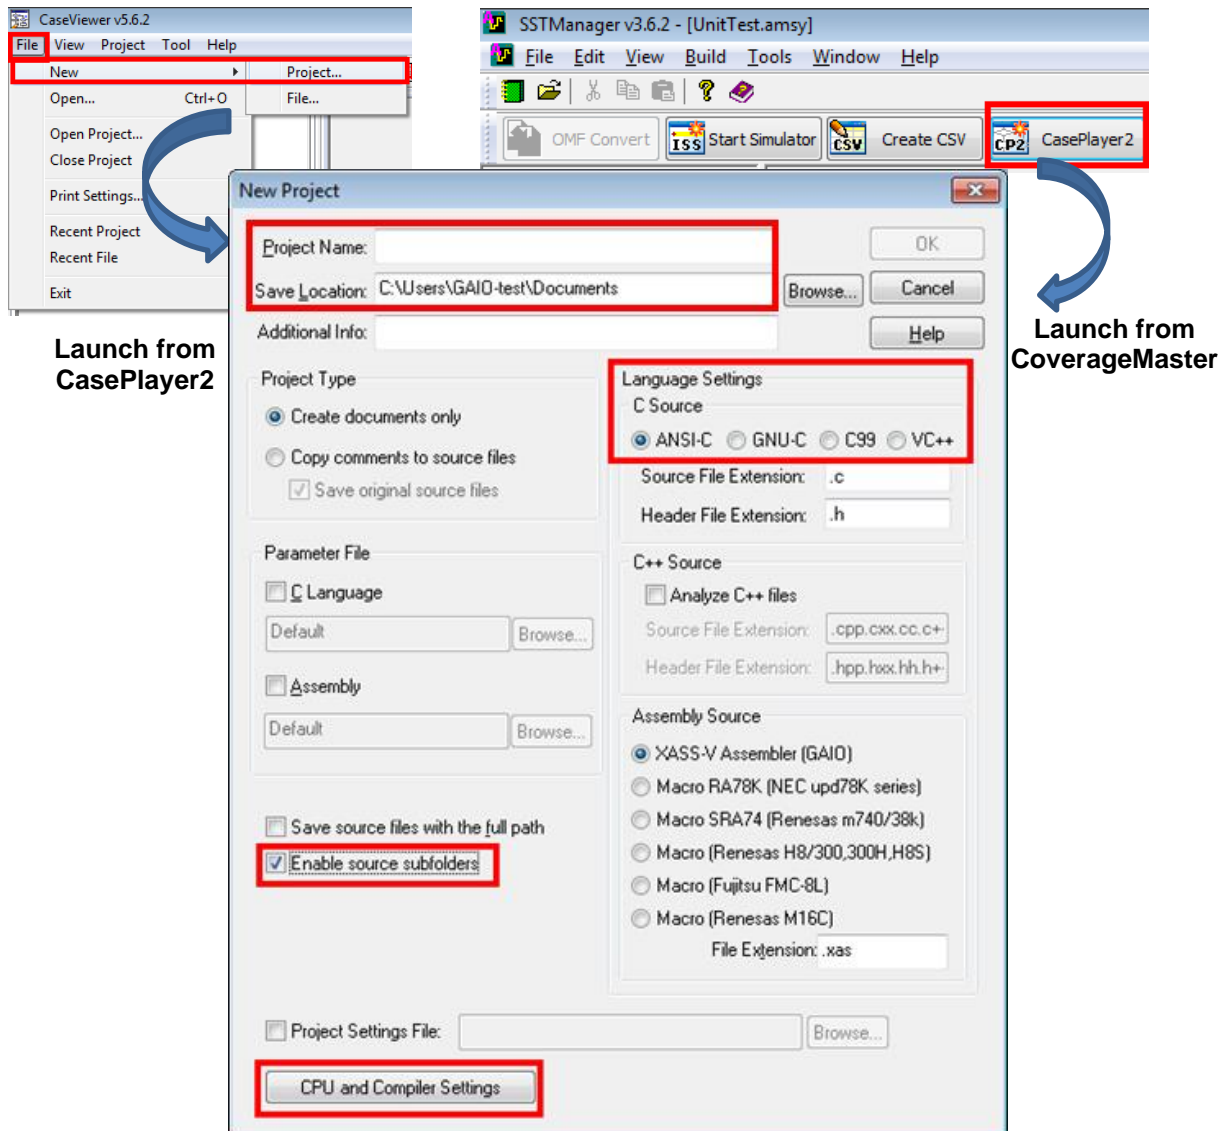 CaseViewer v5.6.2
File View Project Tool Help
New
Project...
Open... Ctrl+O
File...
Open Project...
Close Project
Print Settings...
Recent Project
Recent File
Exit
Launch from
CasePlayer2
SSTManager v3.6.2 - [UnitTest.amsy]
File Edit View Build Tools Window Help
OMF Convert
ISS Start Simulator
CSV Create CSV
CP2 CasePlayer2
Launch from
CoverageMaster
New Project
Project Name:
OK
Save Location: C:\Users\GAIO-test\Documents
Browse...
Cancel
Additional Info:
Help
Project Type
Create documents only
Copy comments to source files
Save original source files
Parameter File
C Language
Default
Browse...
Assembly
Default
Browse...
Save source files with the full path
Enable source subfolders
Language Settings
C Source
ANSI-C GNU-C C99 VC++
Source File Extension: .c
Header File Extension: .h
C++ Source
Analyze C++ files
Source File Extension: .cpp.cxx.cc.c+
Header File Extension: .hpp.hxx.hh.h+
Assembly Source
XASS-V Assembler (GAIO)
Macro RA78K (NEC upd78K series)
Macro SRA74 (Renesas m740/38k)
Macro (Renesas H8/300,300H,H8S)
Macro (Fujitsu FMC-8L)
Macro (Renesas M16C)
File Extension: .xas
Project Settings File:
Browse...
CPU and Compiler Settings